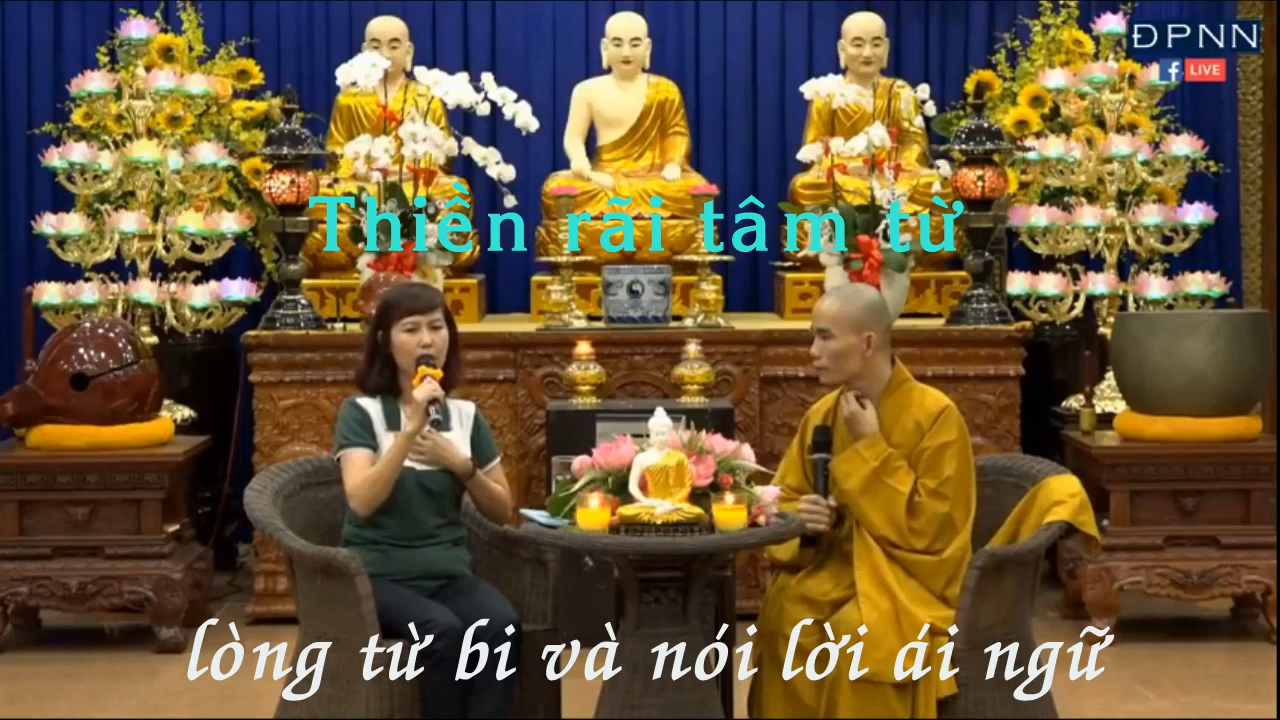 ĐPNN
f LIVE
Thiền rãi tâm từ
lòng từ bi và nói lời ái ngữ